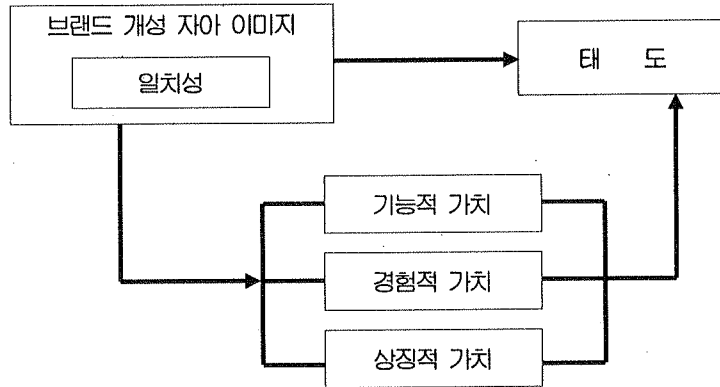 브랜드 개성 자아 이미지
일치성
태 도
기능적 가치
경험적 가치
상징적 가치